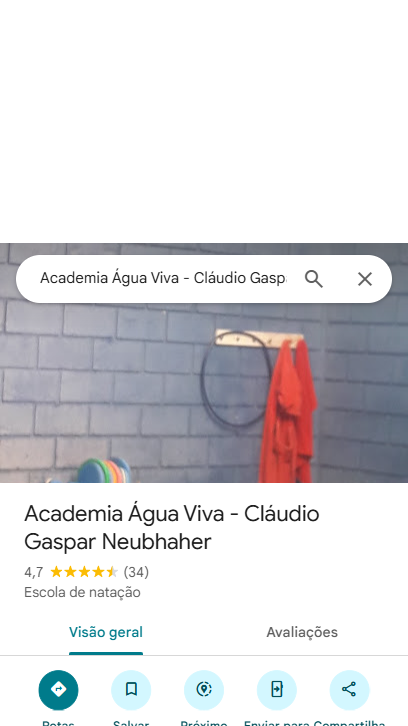 Academia Água Viva - Cláudio Gasp
Academia Água Viva - Cláudio
Gaspar Neubhaher
4,7 (34)
Escola de natação
Visão geral Avaliações
Rotas Salvar Próximo Enviar para Compartilha